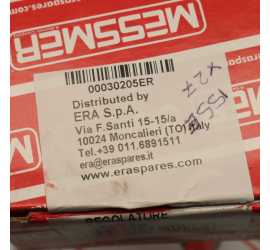 MESSMER
MESSMER
00030205ER
Distributed by
ERA S.p.A.
Via F.Santi 15-15/a
10024 Moncalieri (TO) Italy
Tel.+39 011.6891511
era@eraspares.it
eraspares.com
REGOLATORE